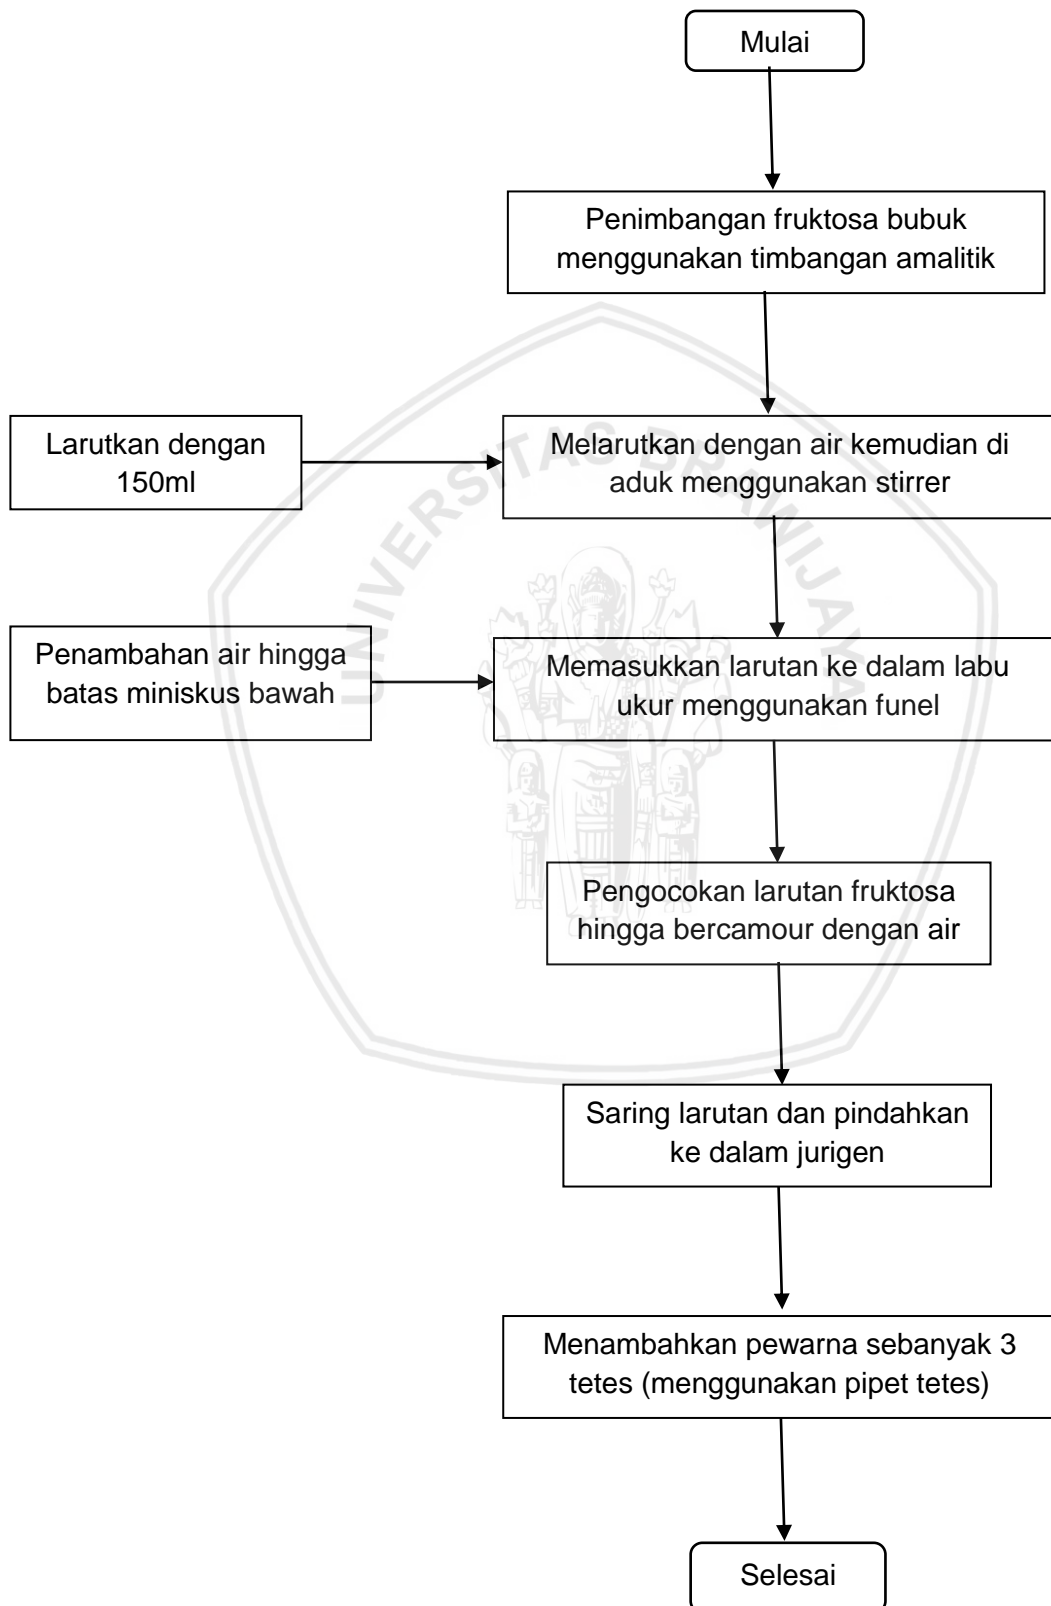 Mulai
Penimbangan fruktosa bubuk
menggunakan timbangan amalitik
Larutkan dengan
150ml
Melarutkan dengan air kemudian di
aduk menggunakan stirrer
Penambahan air hingga
batas miniskus bawah
Memasukkan larutan ke dalam labu
ukur menggunakan funel
Pengocokan larutan fruktosa
hingga bercamour dengan air
Saring larutan dan pindahkan
ke dalam jurigen
Menambahkan pewarna sebanyak 3
tetes (menggunakan pipet tetes)
Selesai
UNIVERSITAS BRAWIJAYA